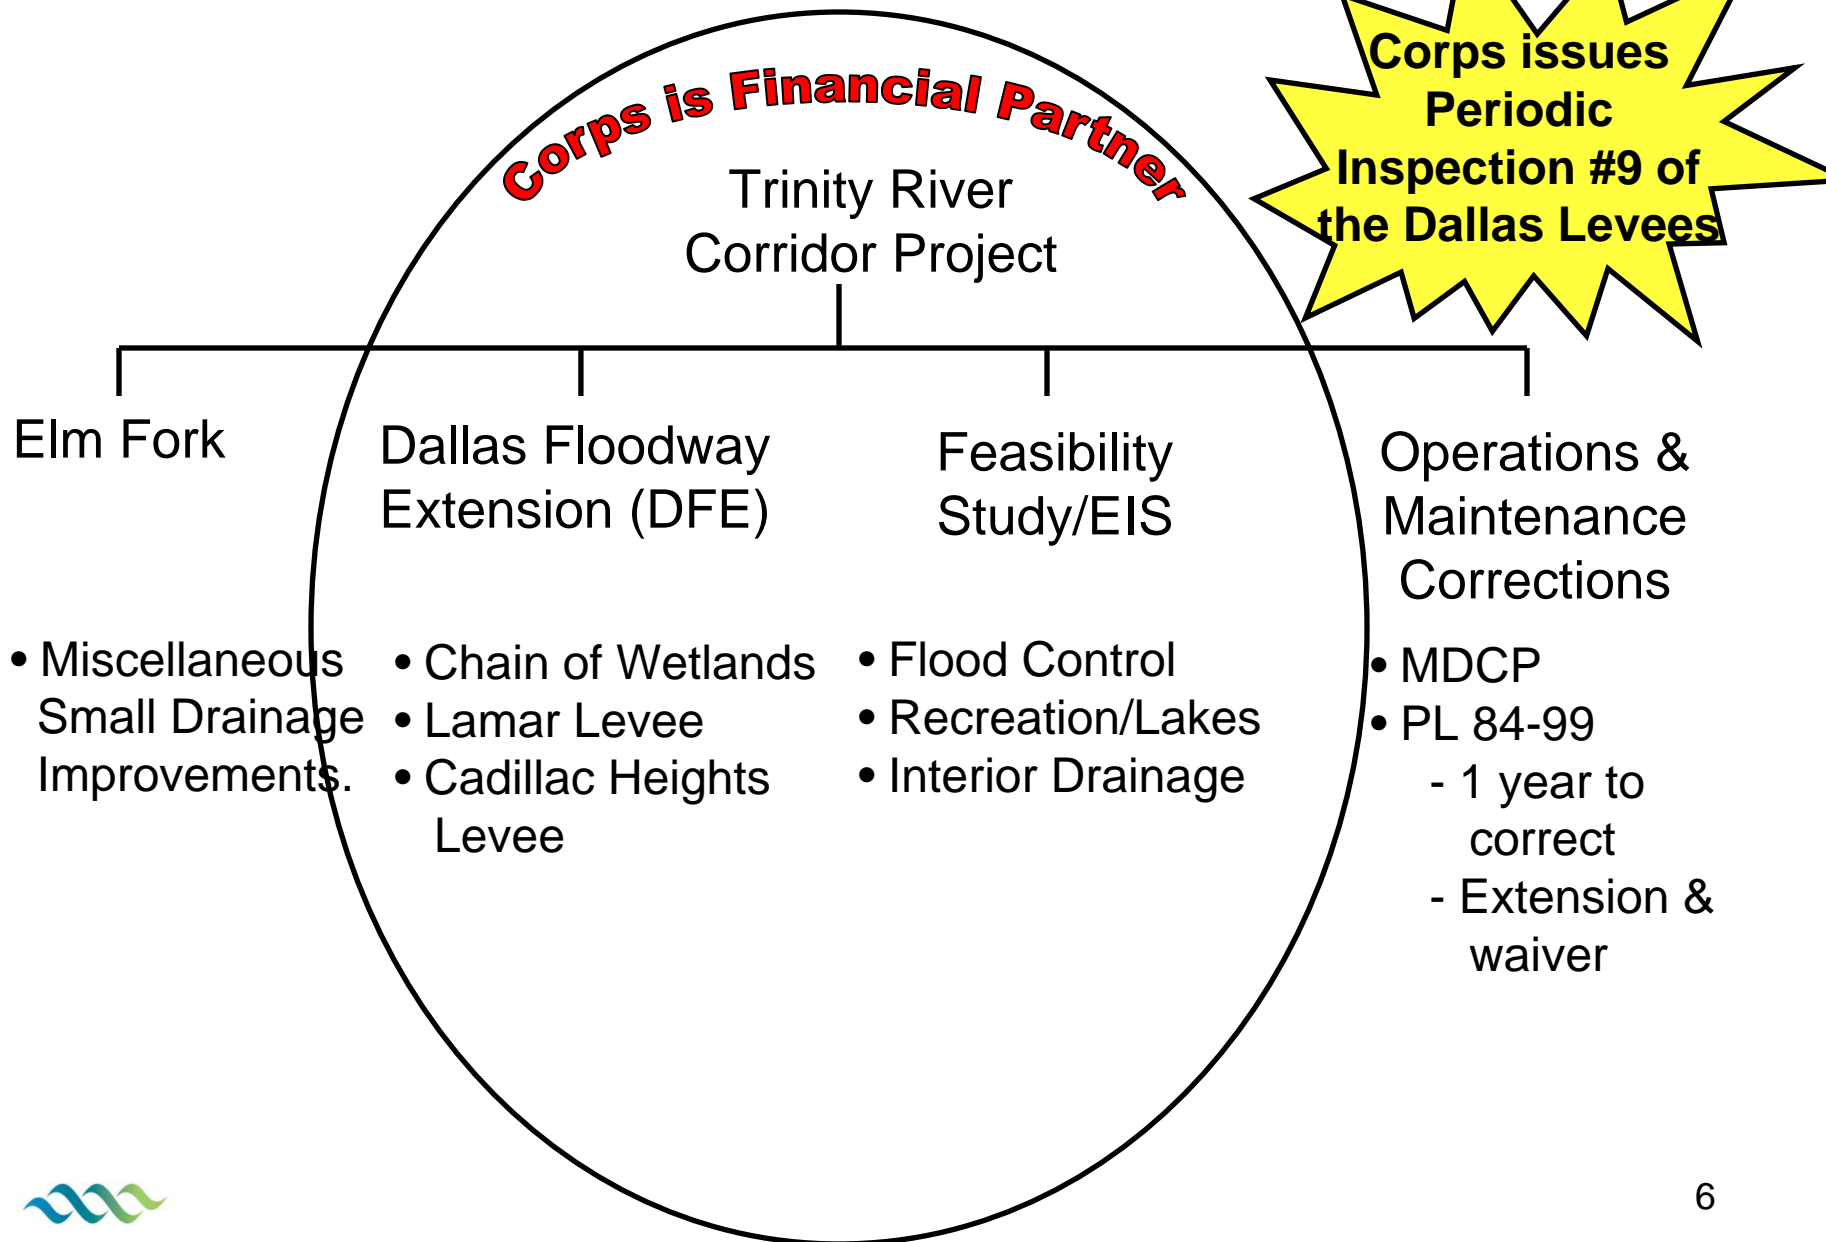 Corps is Financial Partner
Trinity River
Corridor Project
Corps issues
Periodic
Inspection #9 of
the Dallas Levees
Elm Fork
• Miscellaneous
Small Drainage
Improvements.
Dallas Floodway
Extension (DFE)
• Chain of Wetlands
• Lamar Levee
• Cadillac Heights
Levee
Feasibility
Study/EIS
• Flood Control
• Recreation/Lakes
• Interior Drainage
Operations &
Maintenance
Corrections
• MDCP
• PL 84-99
- 1 year to
correct
- Extension &
waiver
6